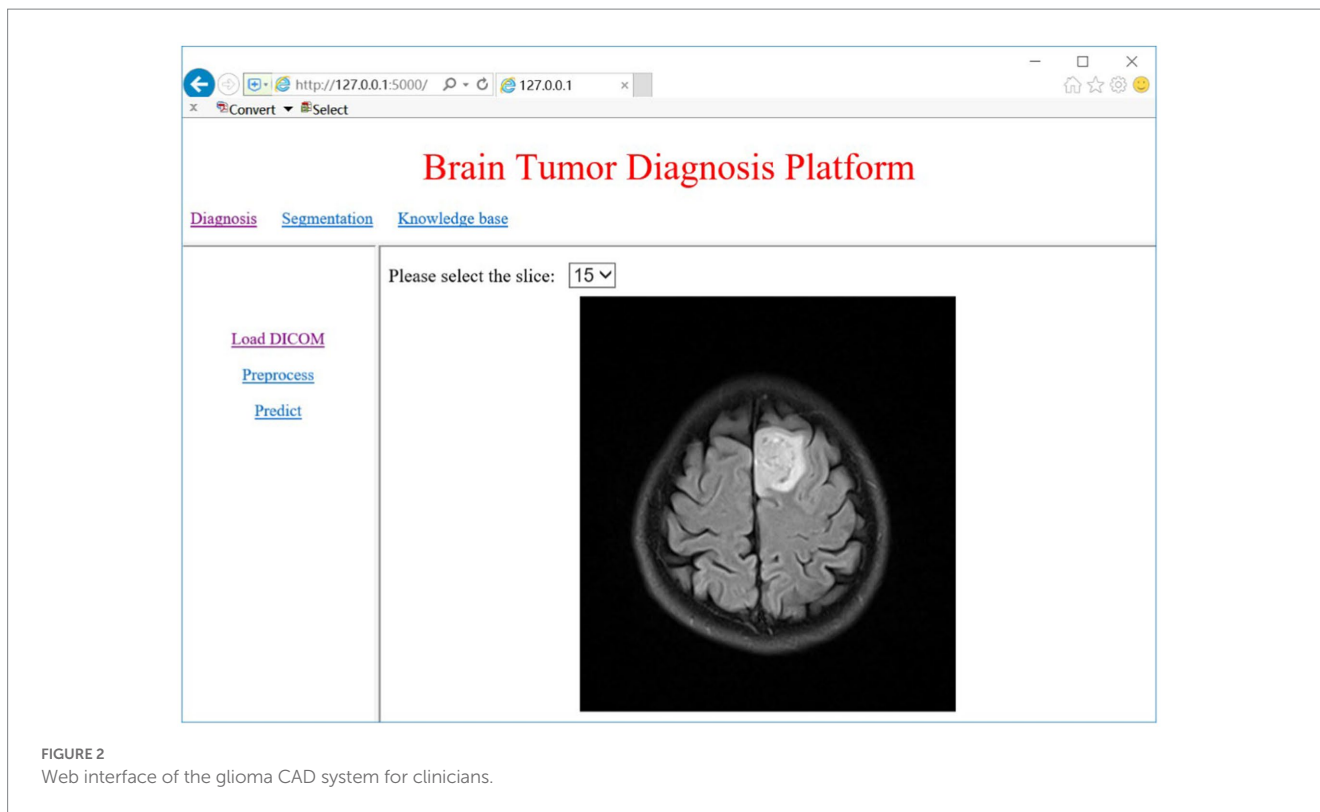 http://127.0.0.1:5000/ 127.0.0.1 ×
x Convert Select
Brain Tumor Diagnosis Platform
Diagnosis Segmentation Knowledge base
Please select the slice: 15
Load DICOM
Preprocess
Predict
FIGURE 2
Web interface of the glioma CAD system for clinicians.